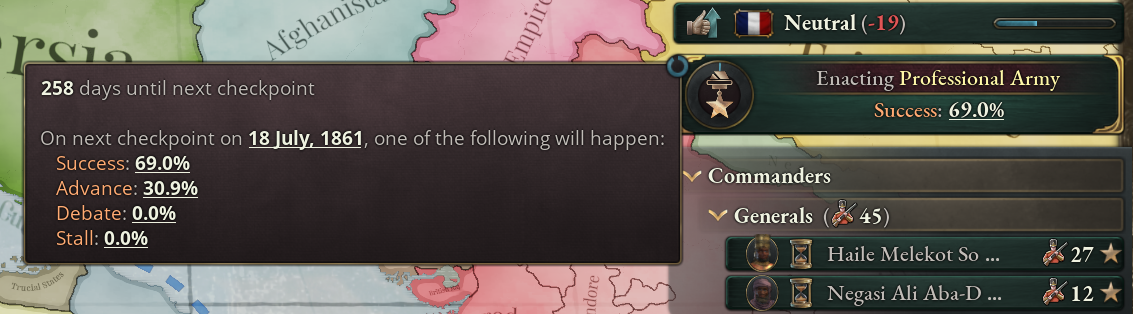 ersia
Afghanista
Empire
Neutral (-19)
258 days until next checkpoint
On next checkpoint on 18 July, 1861, one of the following will happen:
Success: 69.0%
Advance: 30.9%
Debate: 0.0%
Stall: 0.0%
Enacting Professional Army
Success: 69.0%
Commanders
Generals (45)
Haile Melekot So ... 27
Negasi Ali Aba-D ... 12
Trucial States
ndore